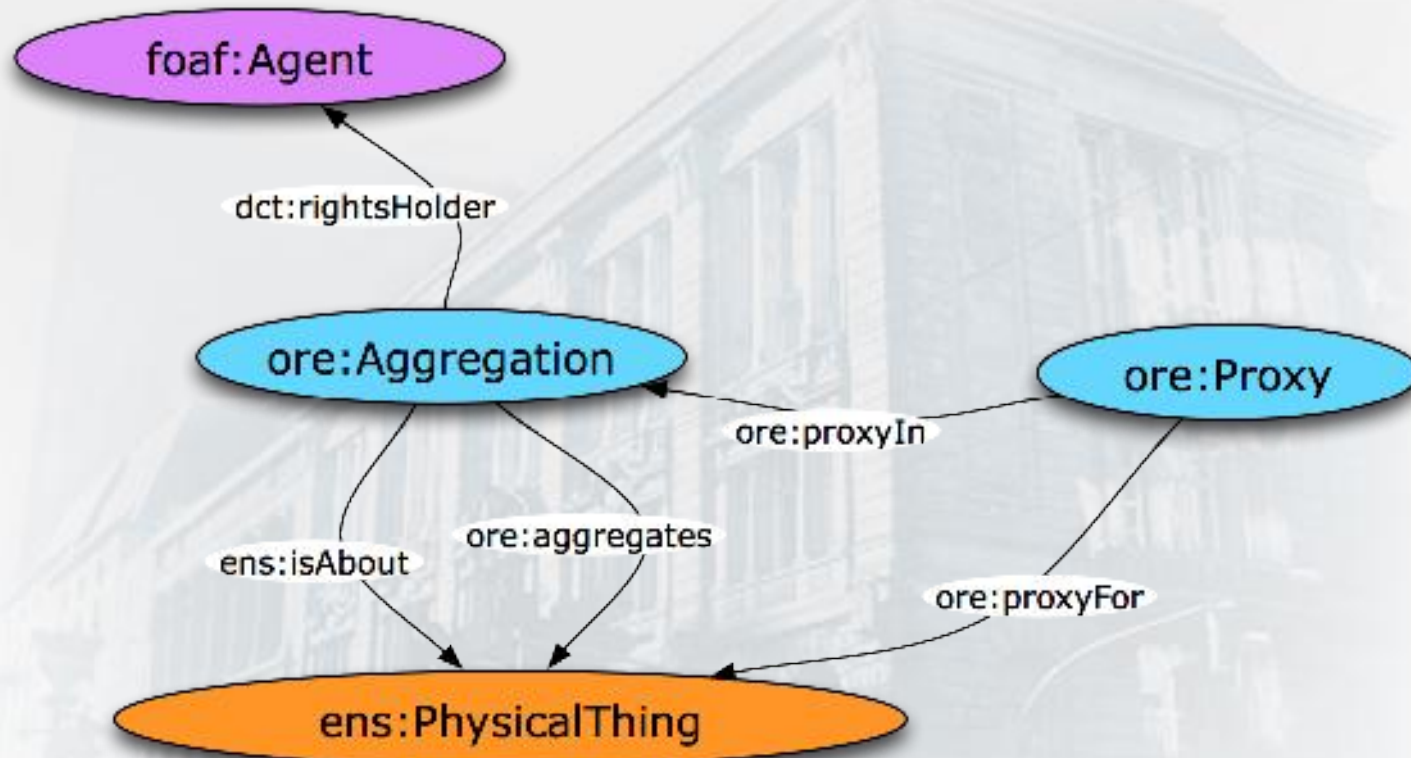 foaf:Agent
dct:rightsHolder
ore:Aggregation
ore:Proxy
ore:proxyIn
ore:aggregates
ens:isAbout
ore:proxyFor
ens:PhysicalThing